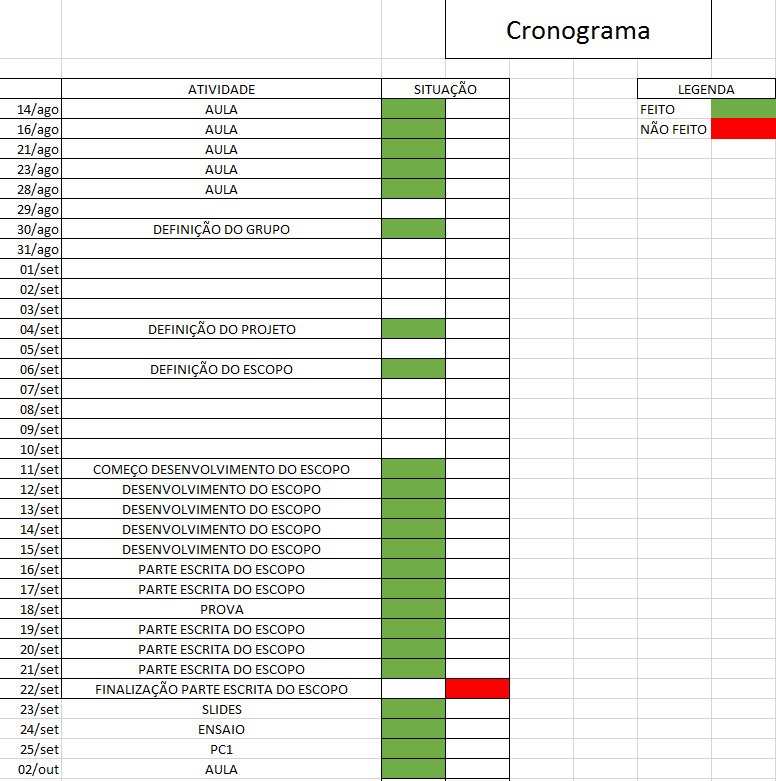 Cronograma
ATIVIDADE SITUAÇÃO LEGENDA
14/ago AULA FEITO
16/ago AULA NÃO FEITO
21/ago AULA
23/ago AULA
28/ago AULA
29/ago
30/ago DEFINIÇÃO DO GRUPO
31/ago
01/set
02/set
03/set
04/set DEFINIÇÃO DO PROJETO
05/set
06/set DEFINIÇÃO DO ESCOPO
07/set
08/set
09/set
10/set
11/set COMEÇO DESENVOLVIMENTO DO ESCOPO
12/set DESENVOLVIMENTO DO ESCOPO
13/set DESENVOLVIMENTO DO ESCOPO
14/set DESENVOLVIMENTO DO ESCOPO
15/set DESENVOLVIMENTO DO ESCOPO
16/set PARTE ESCRITA DO ESCOPO
17/set PARTE ESCRITA DO ESCOPO
18/set PROVA
19/set PARTE ESCRITA DO ESCOPO
20/set PARTE ESCRITA DO ESCOPO
21/set PARTE ESCRITA DO ESCOPO
22/set FINALIZAÇÃO PARTE ESCRITA DO ESCOPO
23/set SLIDES
24/set ENSAIO
25/set PC1
02/out AULA